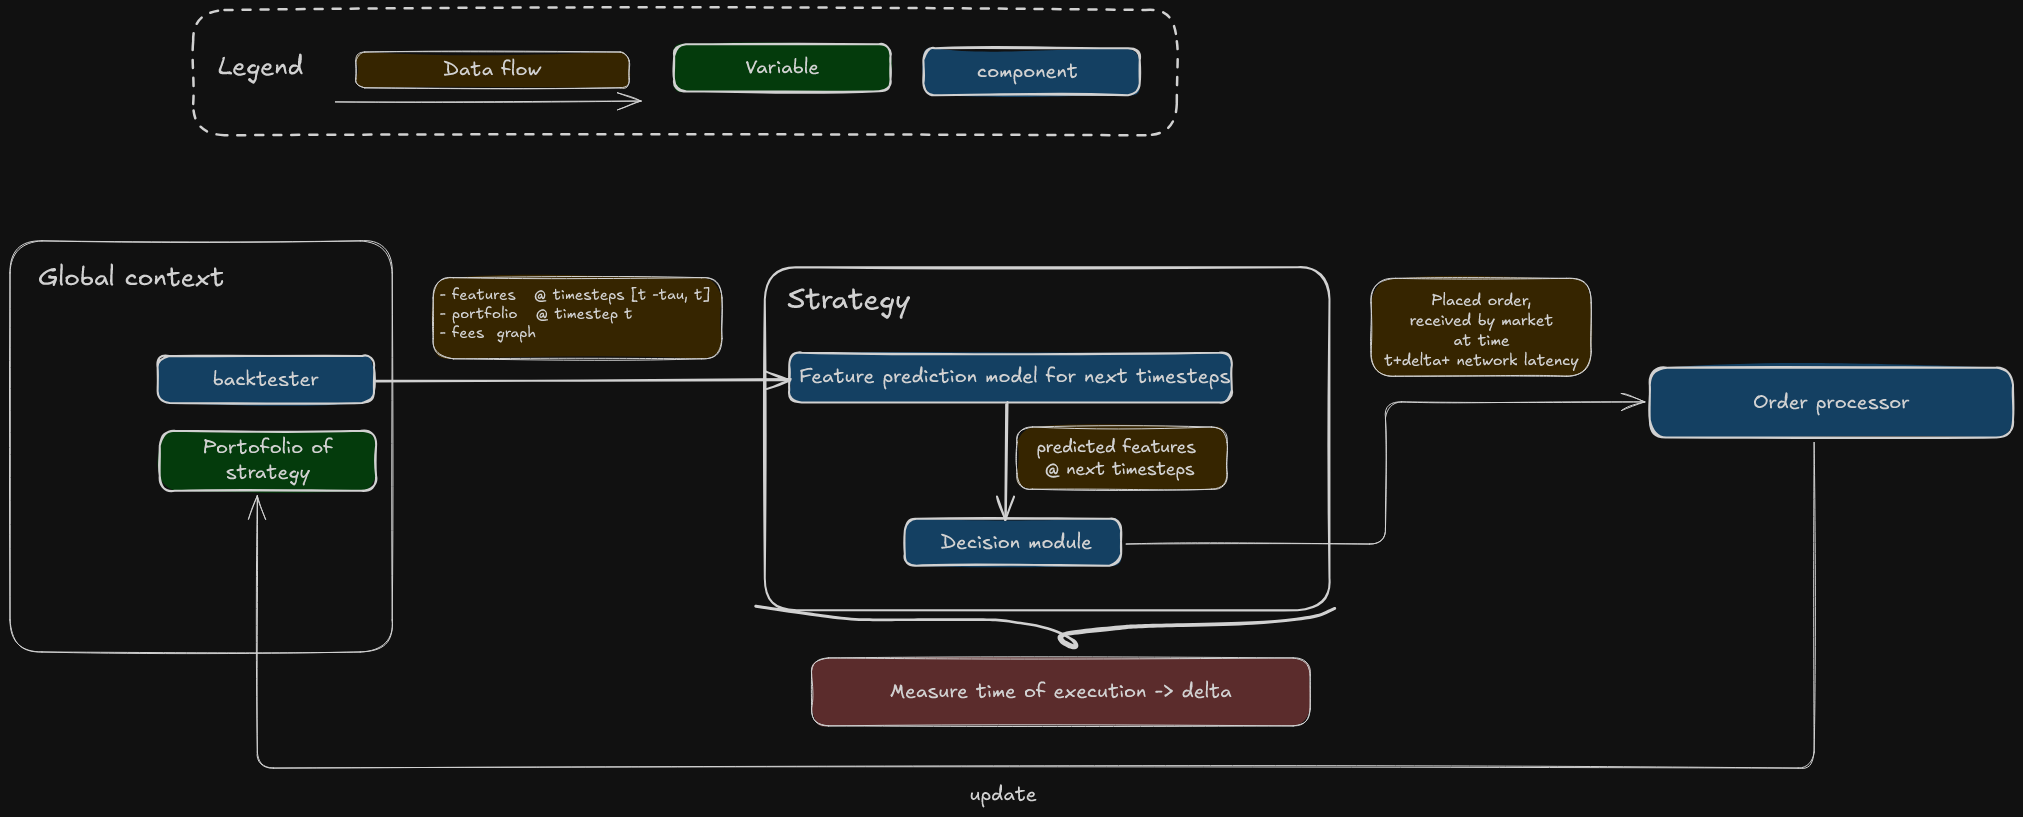 Legend
Data flow
Variable
component
Global context
- features @ timesteps [t -tau, t]
- portfolio @ timestep t
- fees graph
backtester
Portofolio of
strategy
Strategy
Feature prediction model for next timesteps
predicted features
@ next timesteps
Decision module
Placed order,
received by market
at time
t+delta+ network latency
Order processor
Measure time of execution -> delta
update